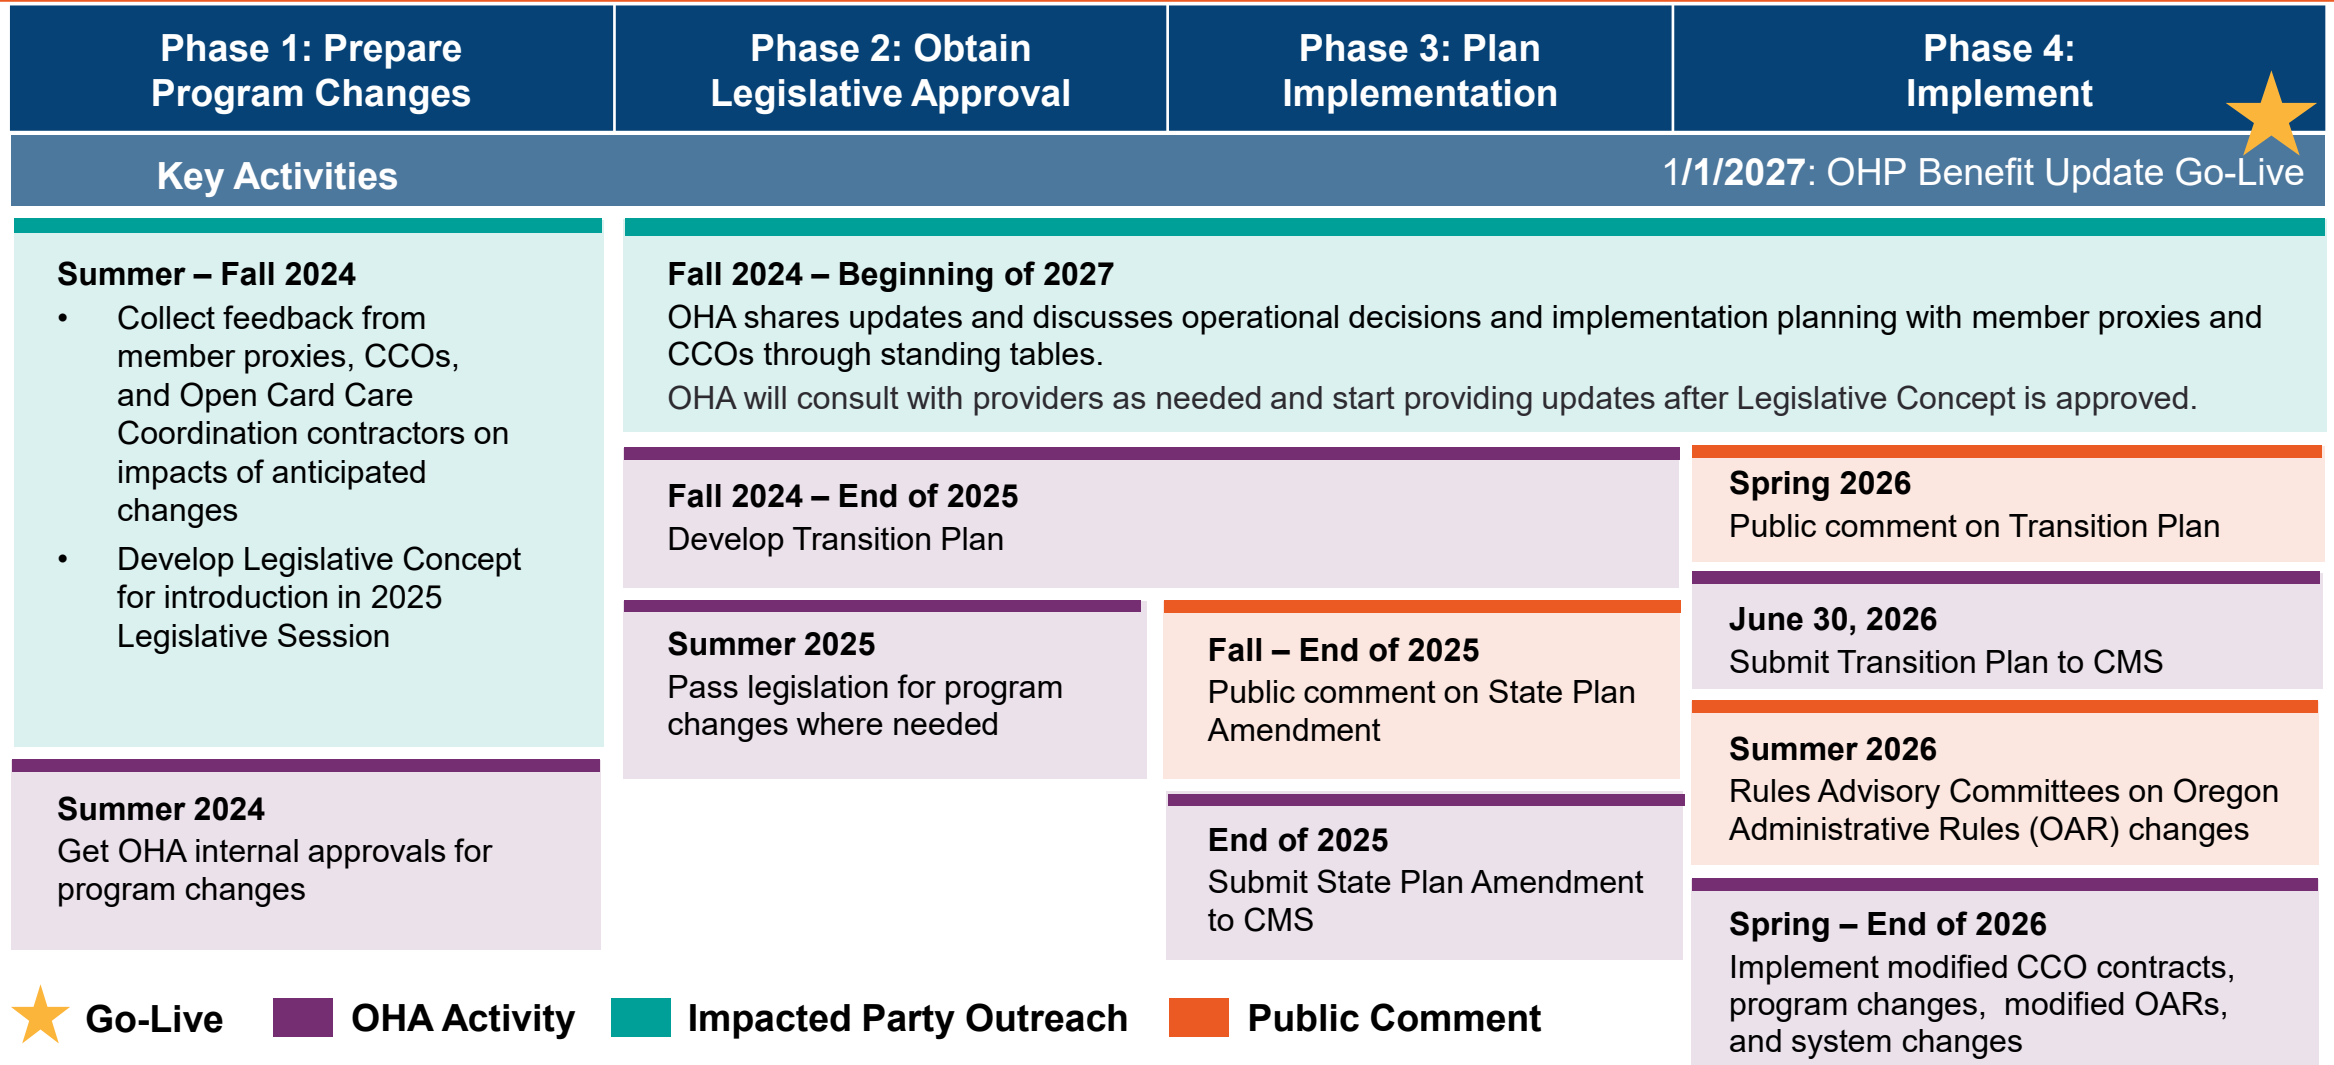 Phase 1: Prepare
Program Changes
Phase 2: Obtain
Legislative Approval
Phase 3: Plan
Implementation
Phase 4:
Implement
Key Activities
1/1/2027: OHP Benefit Update Go-Live
Summer – Fall 2024
• Collect feedback from
member proxies, CCOs,
and Open Card Care
Coordination contractors on
impacts of anticipated
changes
• Develop Legislative Concept
for introduction in 2025
Legislative Session
Summer 2024
Get OHA internal approvals for
program changes
Fall 2024 – Beginning of 2027
OHA shares updates and discusses operational decisions and implementation planning with member proxies and
CCOs through standing tables.
OHA will consult with providers as needed and start providing updates after Legislative Concept is approved.
Fall 2024 – End of 2025
Develop Transition Plan
Summer 2025
Pass legislation for program
changes where needed
Fall – End of 2025
Public comment on State Plan
Amendment
End of 2025
Submit State Plan Amendment
to CMS
Spring 2026
Public comment on Transition Plan
June 30, 2026
Submit Transition Plan to CMS
Summer 2026
Rules Advisory Committees on Oregon
Administrative Rules (OAR) changes
Spring – End of 2026
Implement modified CCO contracts,
program changes,  modified OARs,
and system changes
Go-Live
OHA Activity
Impacted Party Outreach
Public Comment